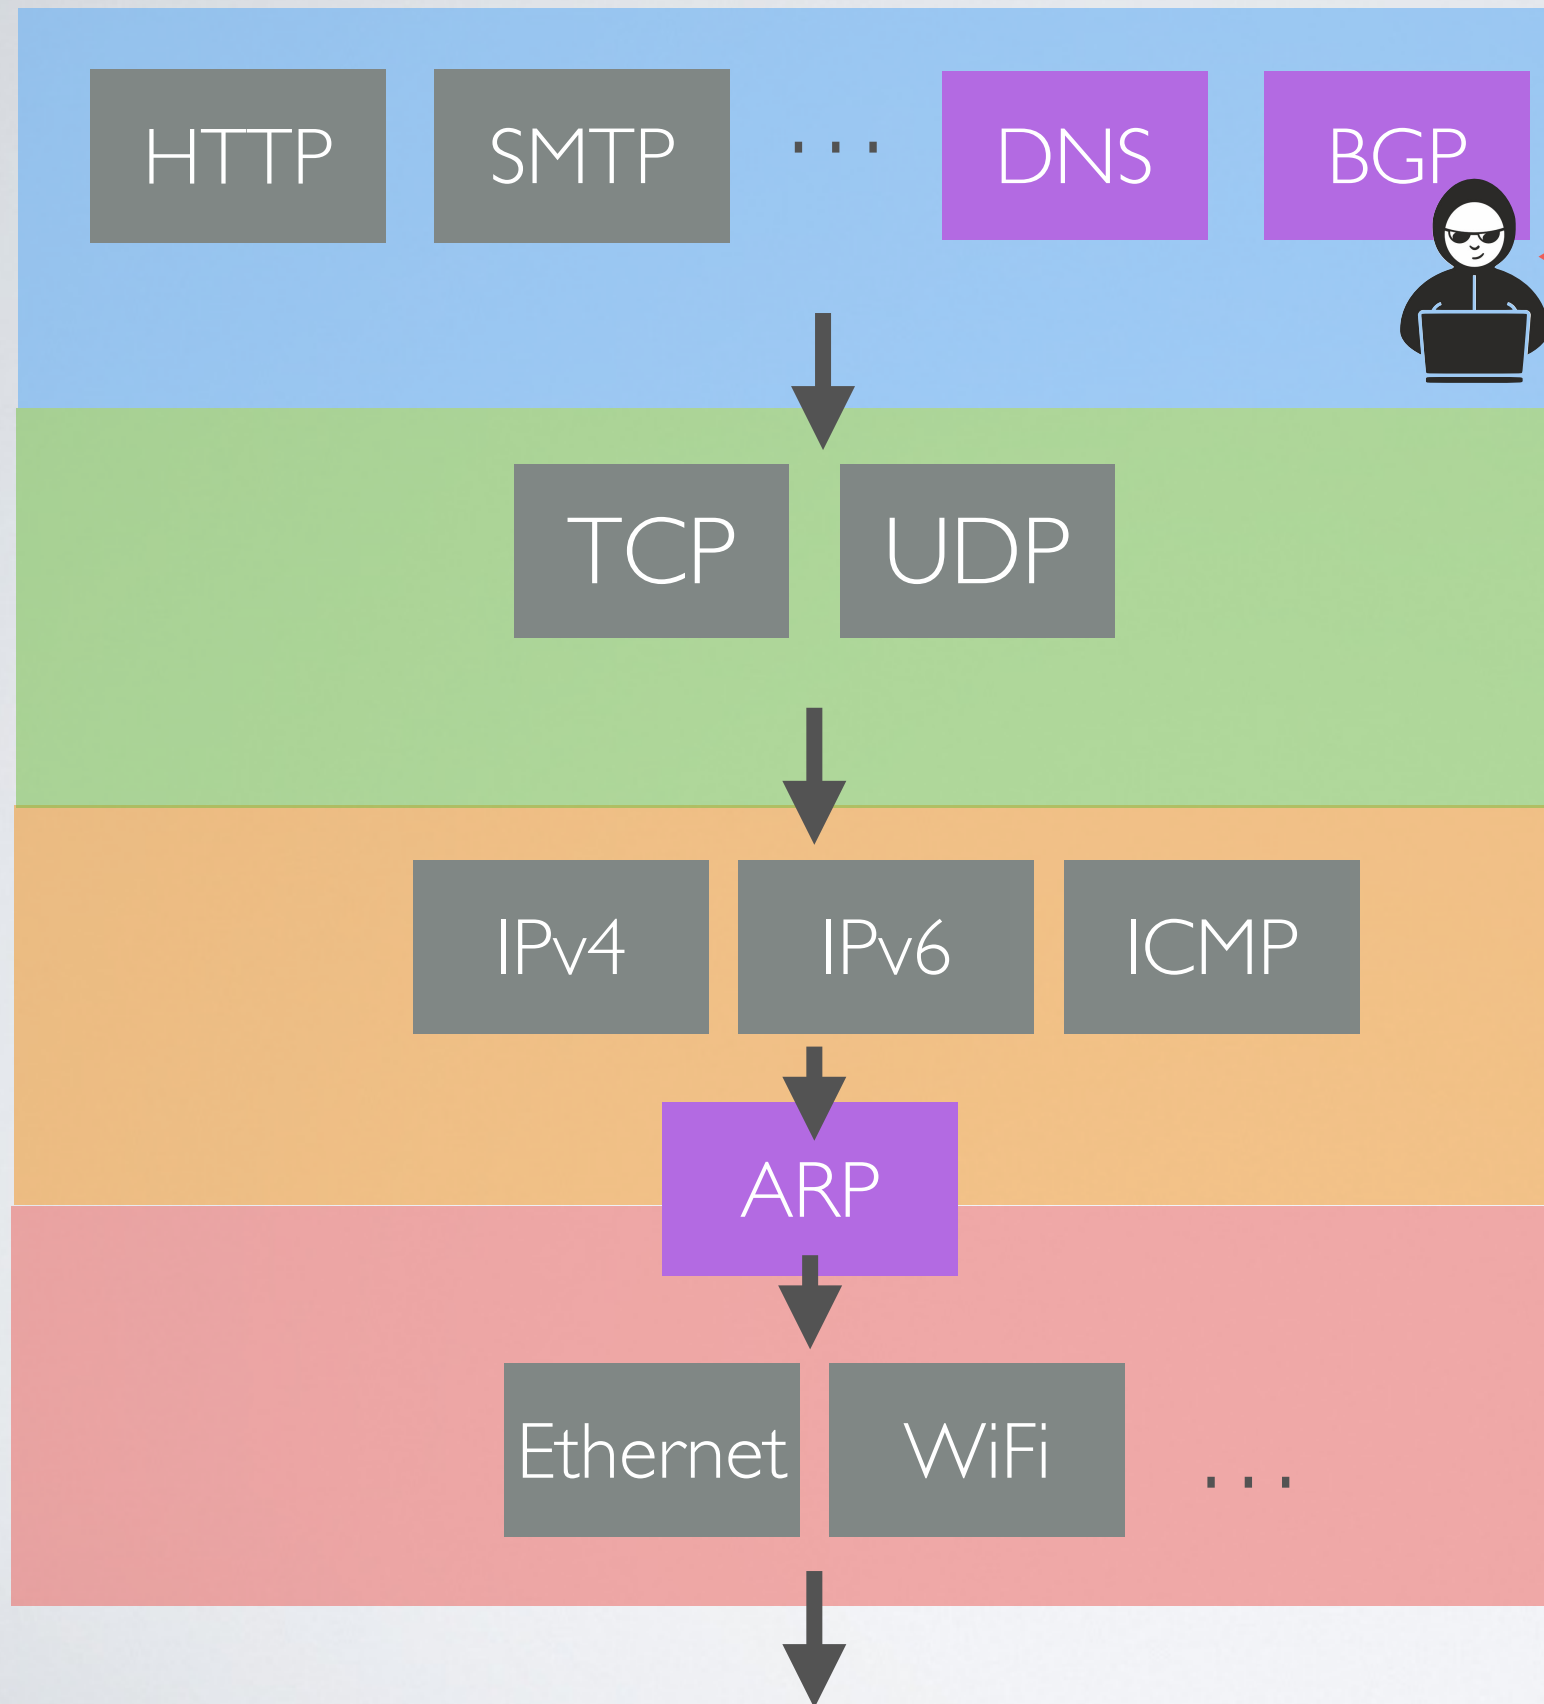 HTTP SMTP ... DNS BGP
TCP UDP
IPv4 IPv6 ICMP
ARP
Ethernet WiFi ...